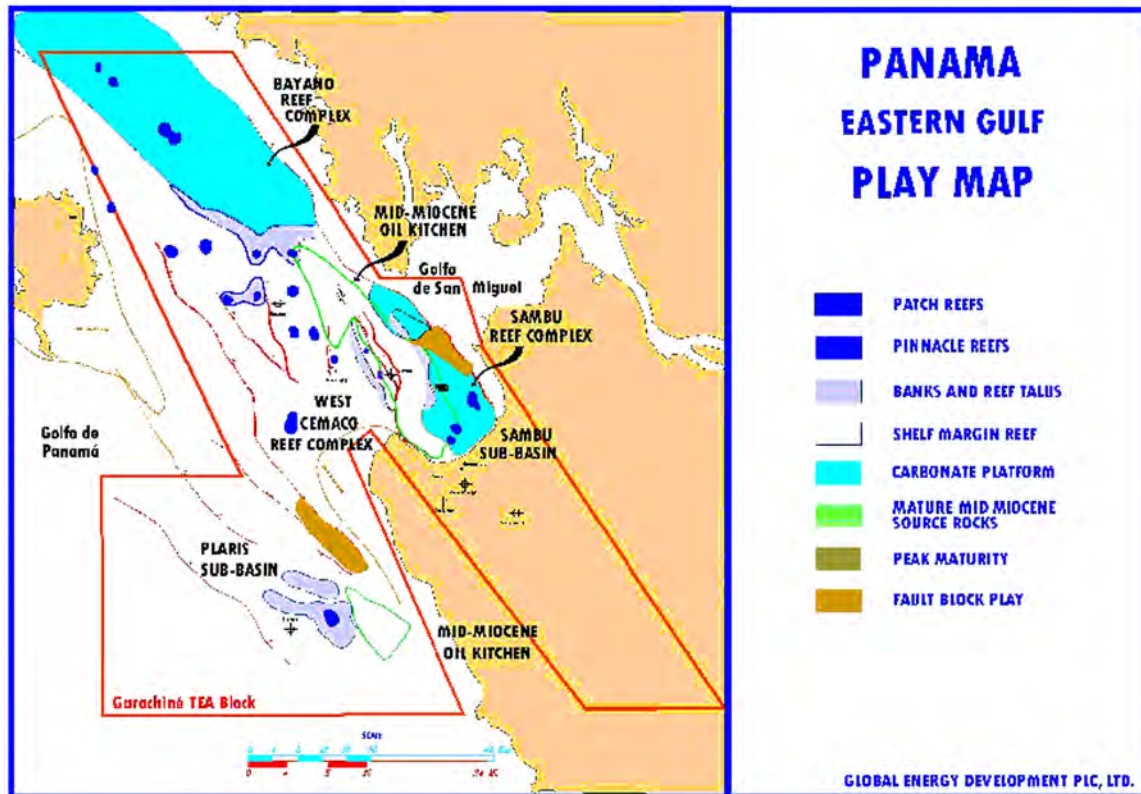 PANAMA
EASTERN GULF
PLAY MAP
BAYANO
REEF
COMPLEX
MID-MIOCENE
OIL KITCHEN
Golfo
de San Miguel
SAMBU
REEF COMPLEX
WEST
CEMACO
REEF COMPLEX
SAMBU
SUB-BASIN
Golfo de
Panamá
PLARIS
SUB-BASIN
MID-MIOCENE
OIL KITCHEN
Garachiné TEA Block
SCALE
PATCH REEFS
PINNACLE REEFS
BANKS AND REEF TALUS
SHELF MARGIN REEF
CARBONATE PLATFORM
MATURE MID MIOCENE
SOURCE ROCKS
PEAK MATURITY
FAULT BLOCK PLAY
GLOBAL ENERGY DEVELOPMENT PLC, LTD.